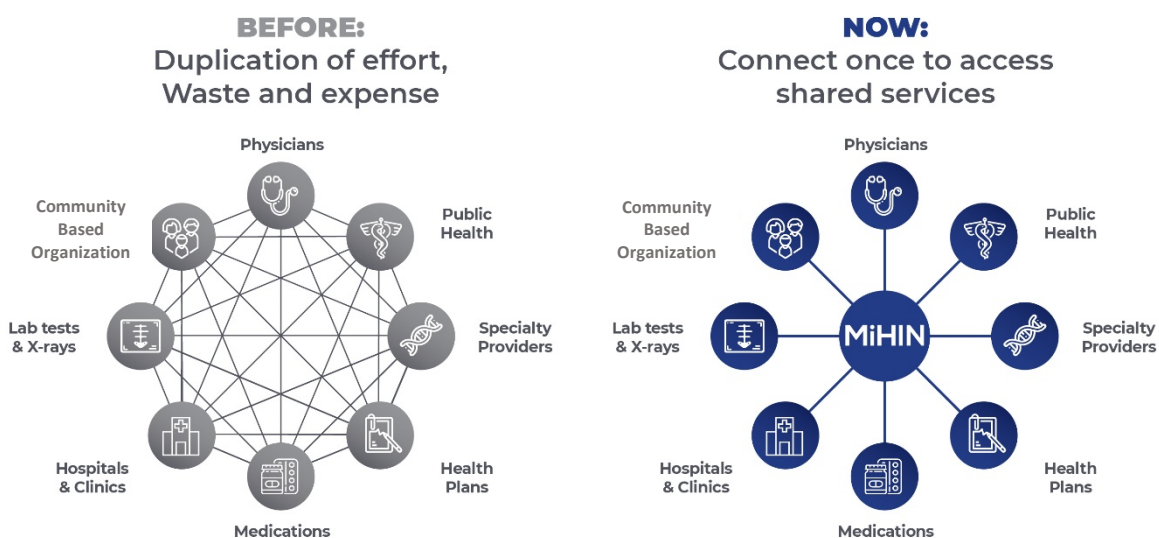 BEFORE:
Duplication of effort,
Waste and expense
Physicians
Community
Based
Organization
Public
Health
Lab tests
& X-rays
Specialty
Providers
Hospitals
& Clinics
Health
Plans
Medications
NOW:
Connect once to access
shared services
Physicians
Community
Based
Organization
Public
Health
Lab tests
& X-rays
MiHIN
Specialty
Providers
Hospitals
& Clinics
Health
Plans
Medications